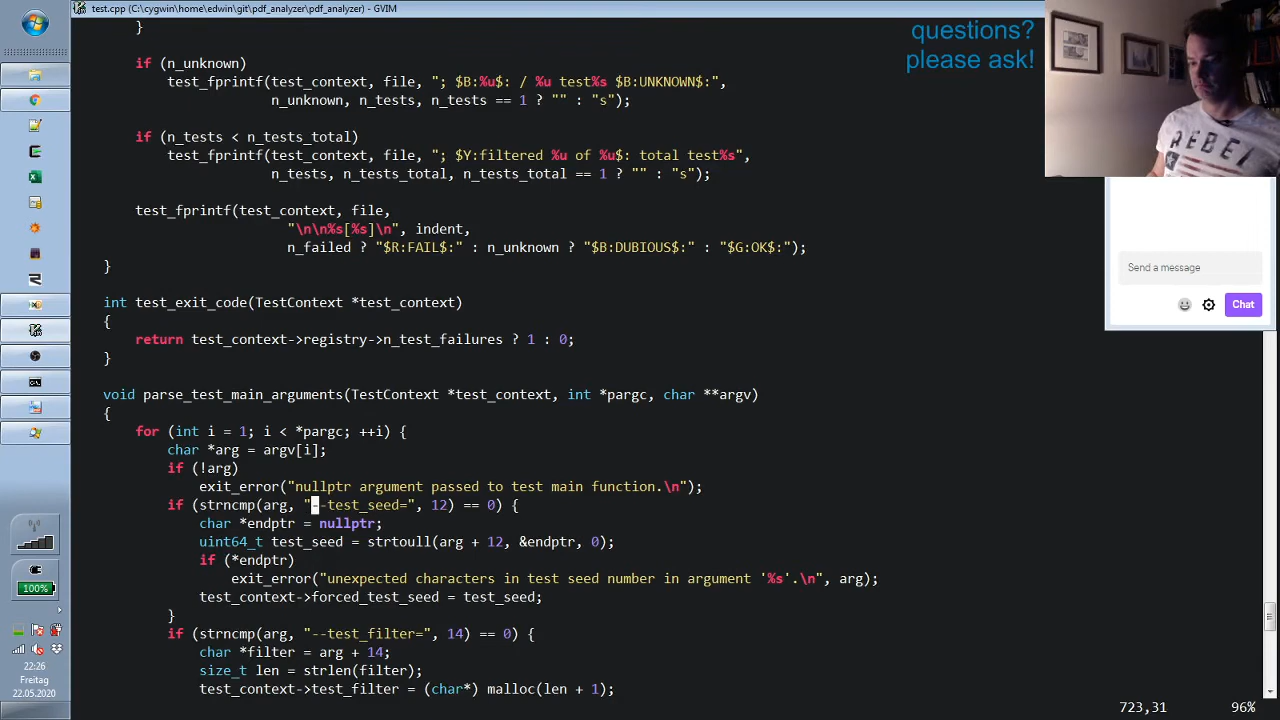 test.cpp (C:\cygwin\home\edwin\git\pdf_analyzer\pdf_analyzer) - GVIM
questions?
please ask!
}
if (n_unknown)
test_fprintf(test_context, file, "; $B:%u$: / %u test%s $B:UNKNOWN$:",
n_unknown, n_tests, n_tests == 1 ? "" : "s");
if (n_tests < n_tests_total)
test_fprintf(test_context, file, "; $Y:filtered %u of %u$: total test%s",
n_tests, n_tests_total, n_tests_total == 1 ? "" : "s");
test_fprintf(test_context, file,
"\n\n%s[%s]\n", indent,
n_failed ? "$R:FAIL$:" : n_unknown ? "$B:DUBIOUS$:" : "$G:OK$:");
}
int test_exit_code(TestContext *test_context)
{
return test_context->registry->n_test_failures ? 1 : 0;
}
void parse_test_main_arguments(TestContext *test_context, int *pargc, char **argv)
{
for (int i = 1; i < *pargc; ++i) {
char *arg = argv[i];
if (!arg)
exit_error("nullptr argument passed to test main function.\n");
if (strncmp(arg, "--test_seed=", 12) == 0) {
char *endptr = nullptr;
uint64_t test_seed = strtoull(arg + 12, &endptr, 0);
if (*endptr)
exit_error("unexpected characters in test seed number in argument '%s'.\n", arg);
test_context->forced_test_seed = test_seed;
}
if (strncmp(arg, "--test_filter=", 14) == 0) {
char *filter = arg + 14;
size_t len = strlen(filter);
test_context->test_filter = (char*) malloc(len + 1);
723,31 96%
REBEL
Send a message
Chat
100%
22:26
Freitag
22.05.2020